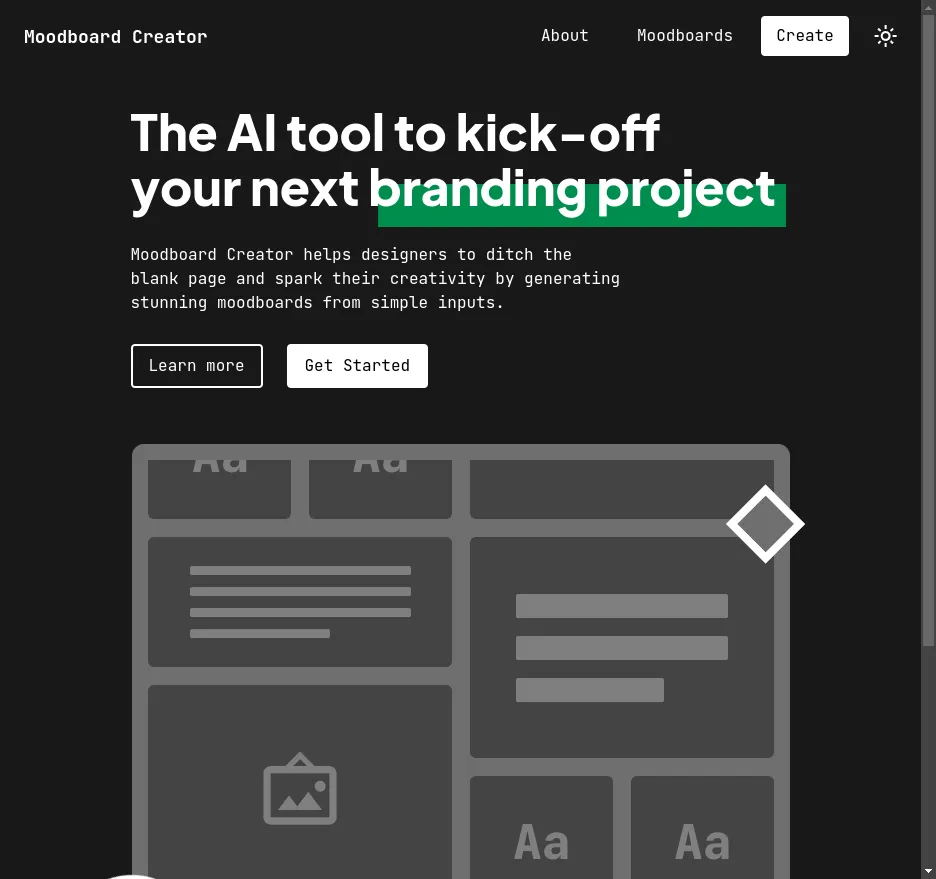 Moodboard Creator
About
Moodboards
Create
The AI tool to kick-off
your next branding project
Moodboard Creator helps designers to ditch the
blank page and spark their creativity by generating
stunning moodboards from simple inputs.
Learn more
Get Started
Aa
Aa
Aa
Aa